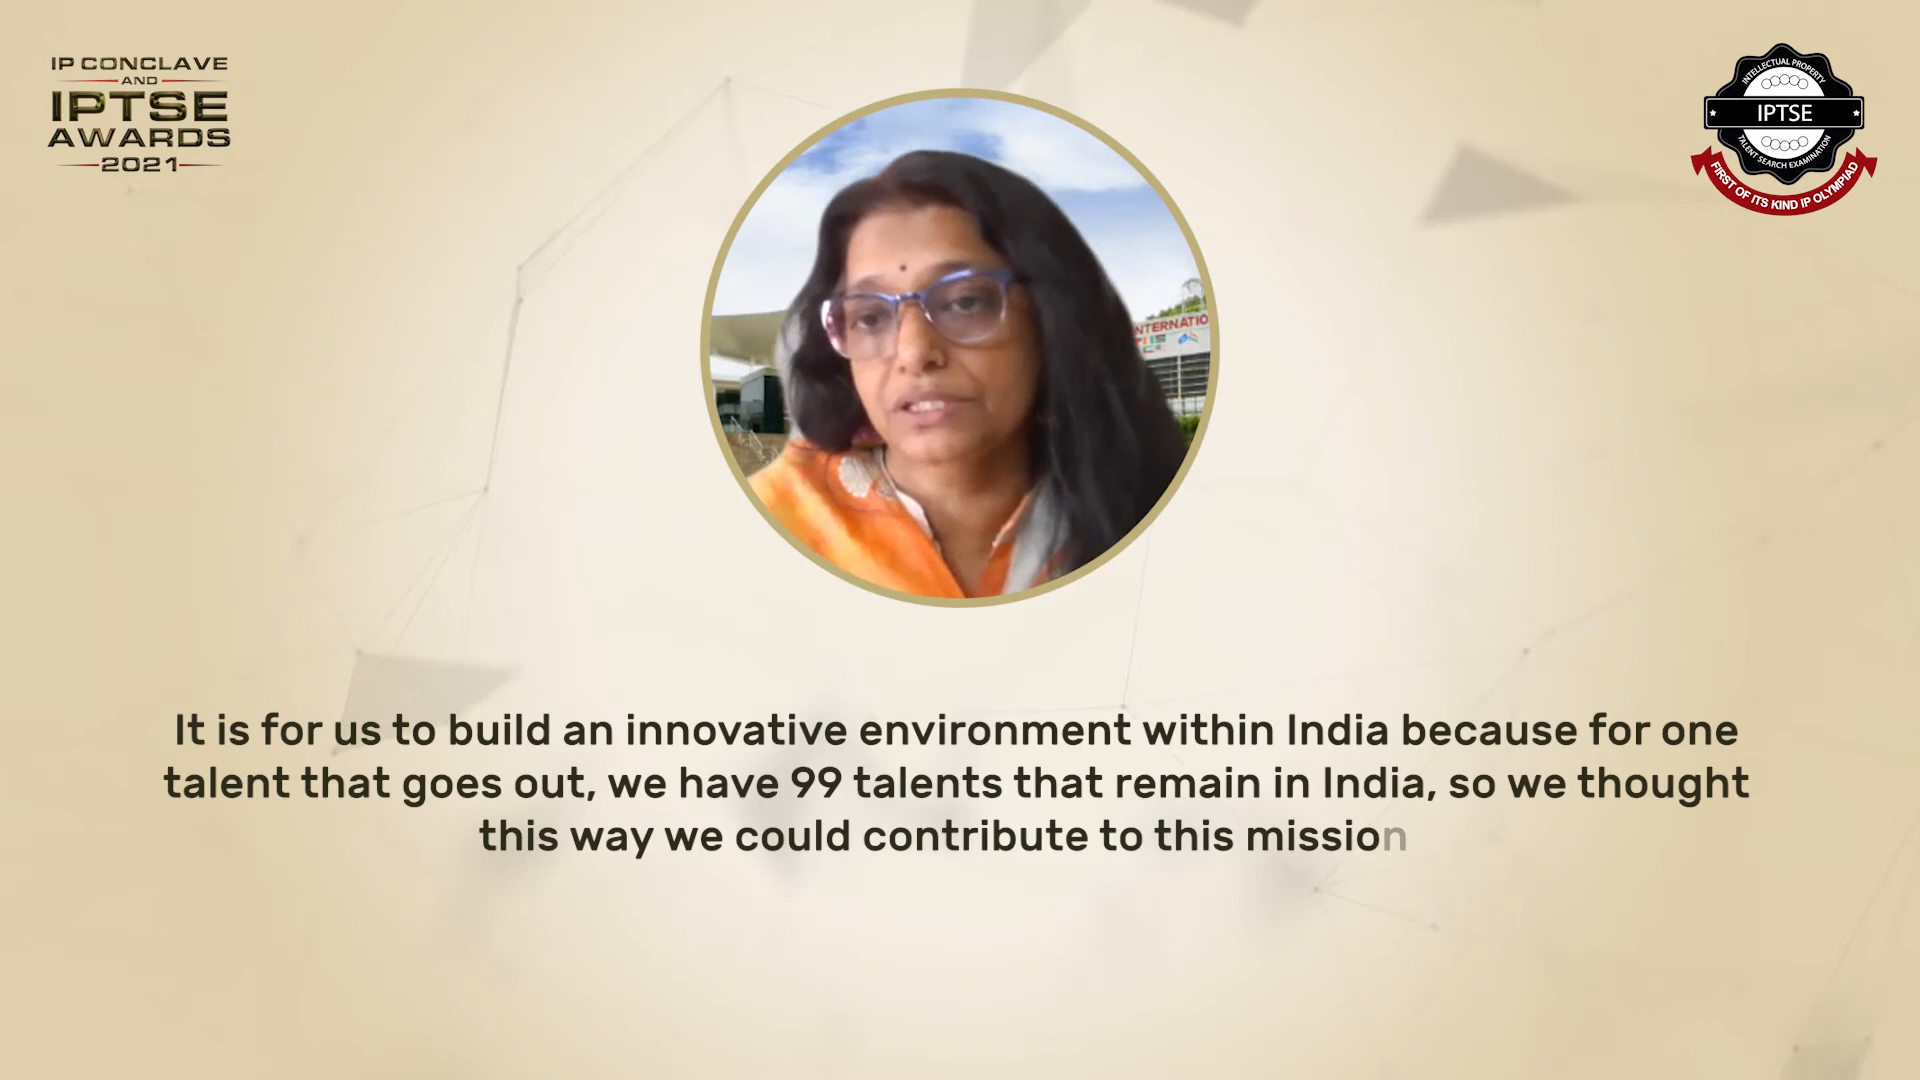 IP CONCLAVE
AND
IPTSE
AWARDS
2021
INTELLECTUAL PROPERTY
IPTSE
TALENT SEARCH EXAMINATION
FIRST OF ITS KIND IP OLYMPIAD
NTERNATIO
It is for us to build an innovative environment within India because for one
talent that goes out, we have 99 talents that remain in India, so we thought
this way we could contribute to this mission